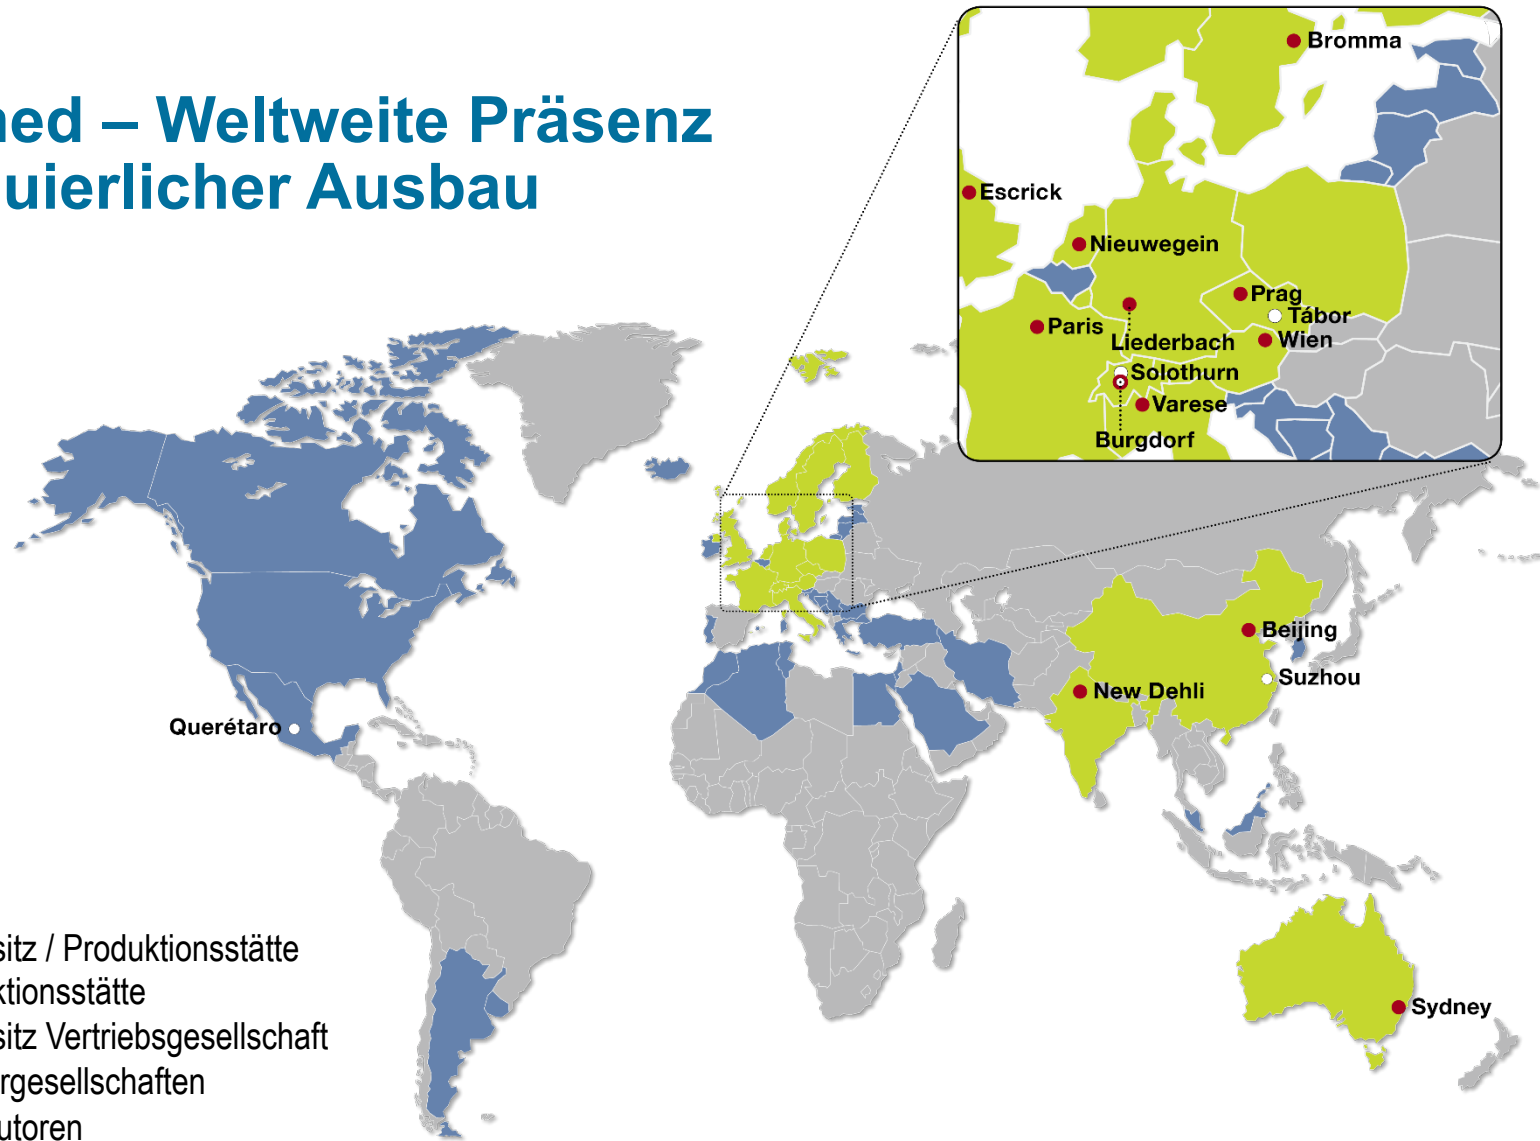 ned – Weltweite Präsenz
uierlicher Ausbau
Bromma
Escrick
Nieuwegein
Prag
Tábor
Paris
Wien
Liederbach
Solothurn
Varese
Burgdorf
Beijing
Suzhou
New Dehli
Querétaro
Sydney
sitz / Produktionsstätte
ktionsstätte
sitz Vertriebsgesellschaft
rgesellschaften
utoren